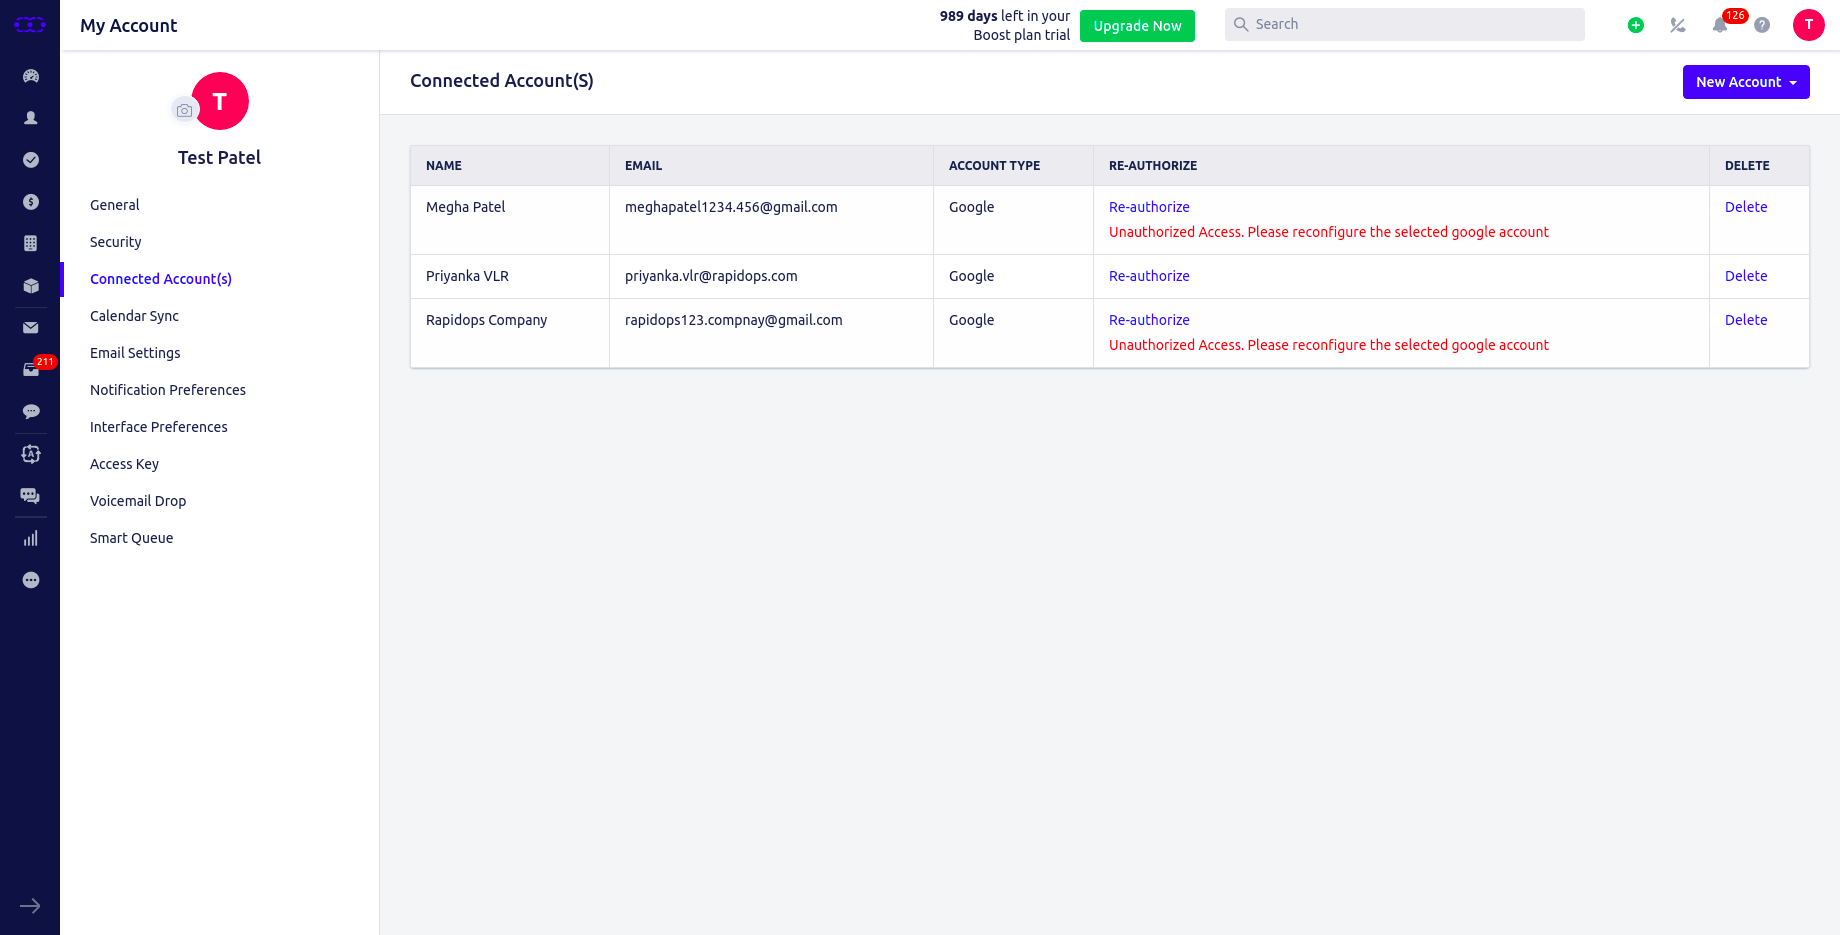 My Account
989 days left in your
Boost plan trial
Upgrade Now
Search
126
T
211
T
Test Patel
General
Security
Connected Account(s)
Calendar Sync
Email Settings
Notification Preferences
Interface Preferences
Access Key
Voicemail Drop
Smart Queue
Connected Account(S)
New Account
NAME EMAIL ACCOUNT TYPE RE-AUTHORIZE DELETE
Megha Patel meghapatel1234.456@gmail.com Google Re-authorize Delete
Unauthorized Access. Please reconfigure the selected google account
Priyanka VLR priyanka.vlr@rapidops.com Google Re-authorize Delete
Rapidops Company rapidops123.compnay@gmail.com Google Re-authorize Delete
Unauthorized Access. Please reconfigure the selected google account